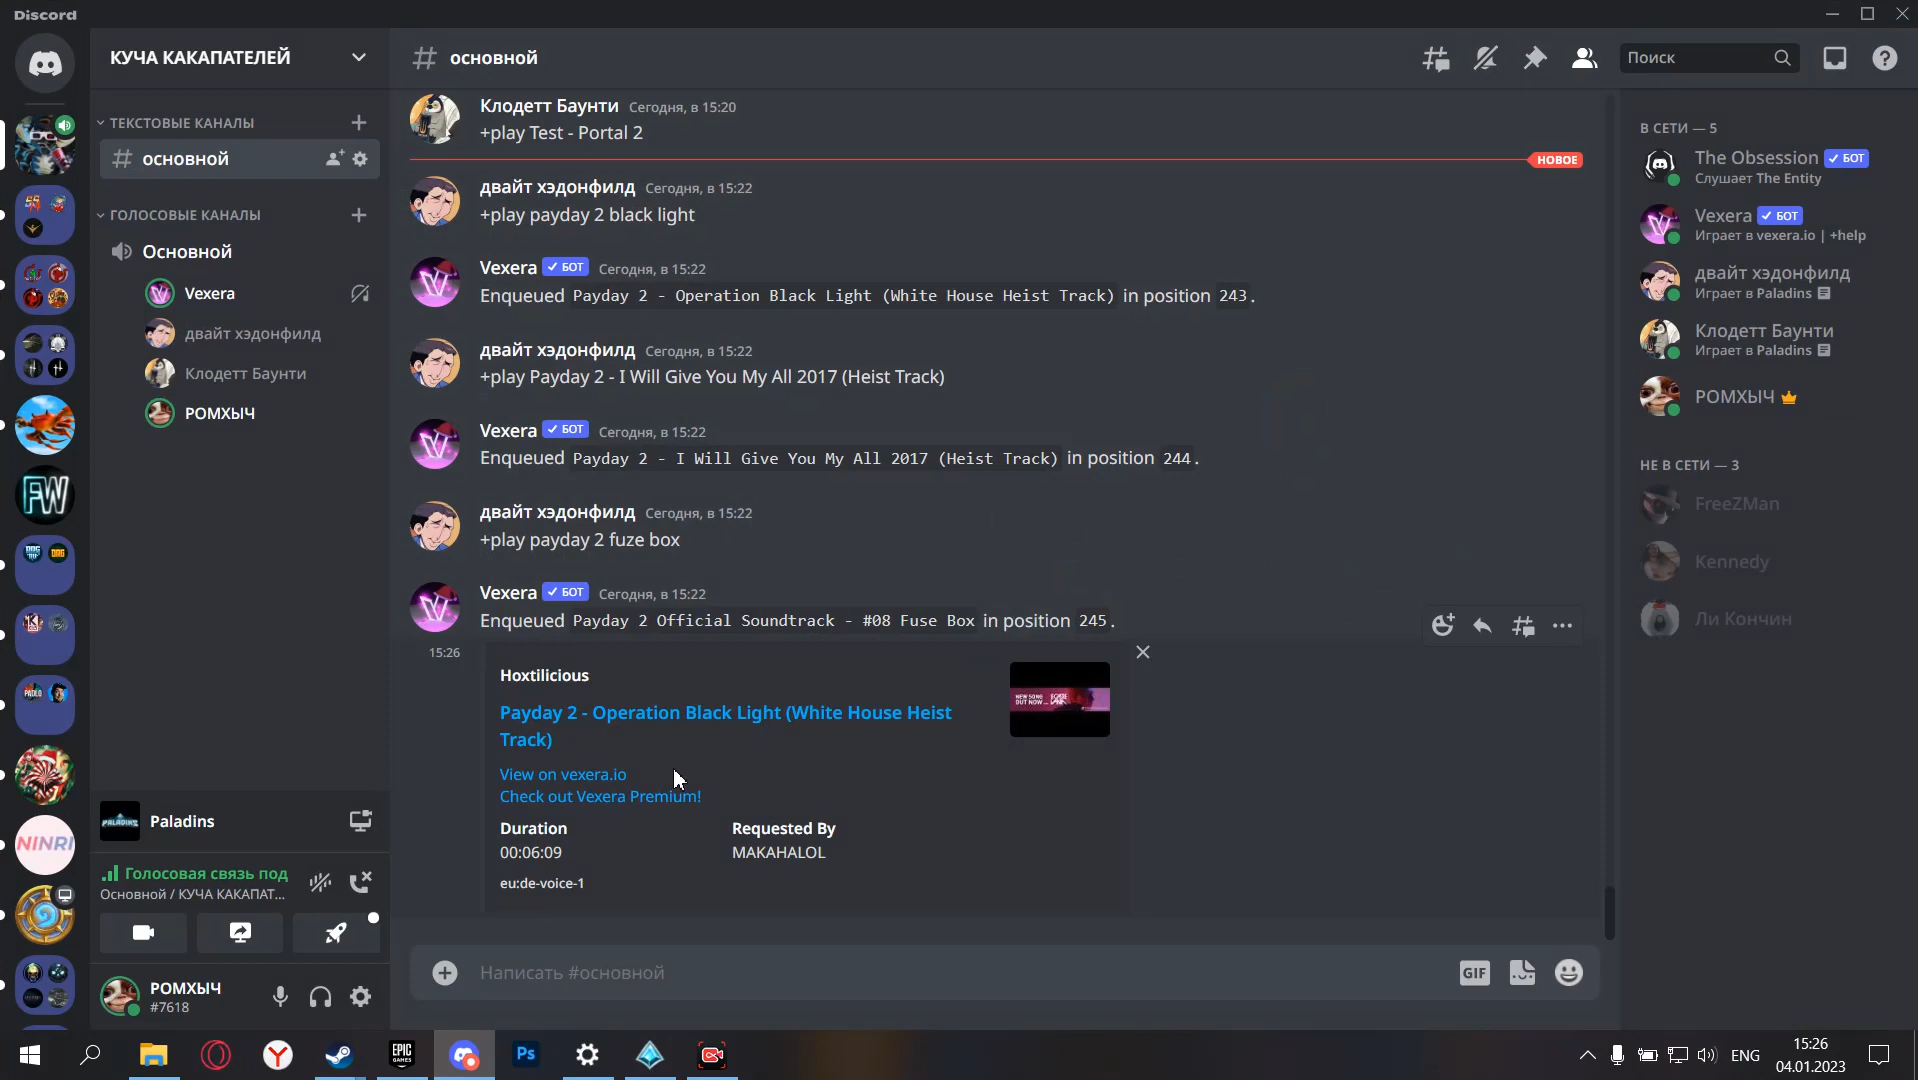 Discord
КУЧА КАКАПАТЕЛЕЙ
ТЕКСТОВЫЕ КАНАЛЫ
основной
ГОЛОСОВЫЕ КАНАЛЫ
Основной
Vexera
двайт хэдонфилд
Клодетт Баунти
РОМХЫЧ
Paladins
Голосовая связь под
Основной / КУЧА КАКАПАТ...
РОМХЫЧ
#7618
основной
Поиск
Клодетт Баунти Сегодня, в 15:20
+play Test - Portal 2
НОВОЕ
двайт хэдонфилд Сегодня, в 15:22
+play payday 2 black light
Vexera БОТ Сегодня, в 15:22
Enqueued Payday 2 - Operation Black Light (White House Heist Track) in position 243.
двайт хэдонфилд Сегодня, в 15:22
+play Payday 2 - I Will Give You My All 2017 (Heist Track)
Vexera БОТ Сегодня, в 15:22
Enqueued Payday 2 - I Will Give You My All 2017 (Heist Track) in position 244.
двайт хэдонфилд Сегодня, в 15:22
+play payday 2 fuze box
Vexera БОТ Сегодня, в 15:22
Enqueued Payday 2 Official Soundtrack - #08 Fuse Box in position 245.
15:26
Hoxtilicious
Payday 2 - Operation Black Light (White House Heist
Track)
View on vexera.io
Check out Vexera Premium!
Duration Requested By
00:06:09 MAKAHALOL
eu:de-voice-1
NEW SONG
OUT NOW ...
Написать #основной
GIF
В СЕТИ — 5
The Obsession БОТ
Слушает The Entity
Vexera БОТ
Играет в vexera.io | +help
двайт хэдонфилд
Играет в Paladins
Клодетт Баунти
Играет в Paladins
РОМХЫЧ
НЕ В СЕТИ — 3
FreeZMan
Kennedy
Ли Кончин
FW
NINRI
PALADINS
EPIC
GAMES
Ps
ENG
15:26
04.01.2023